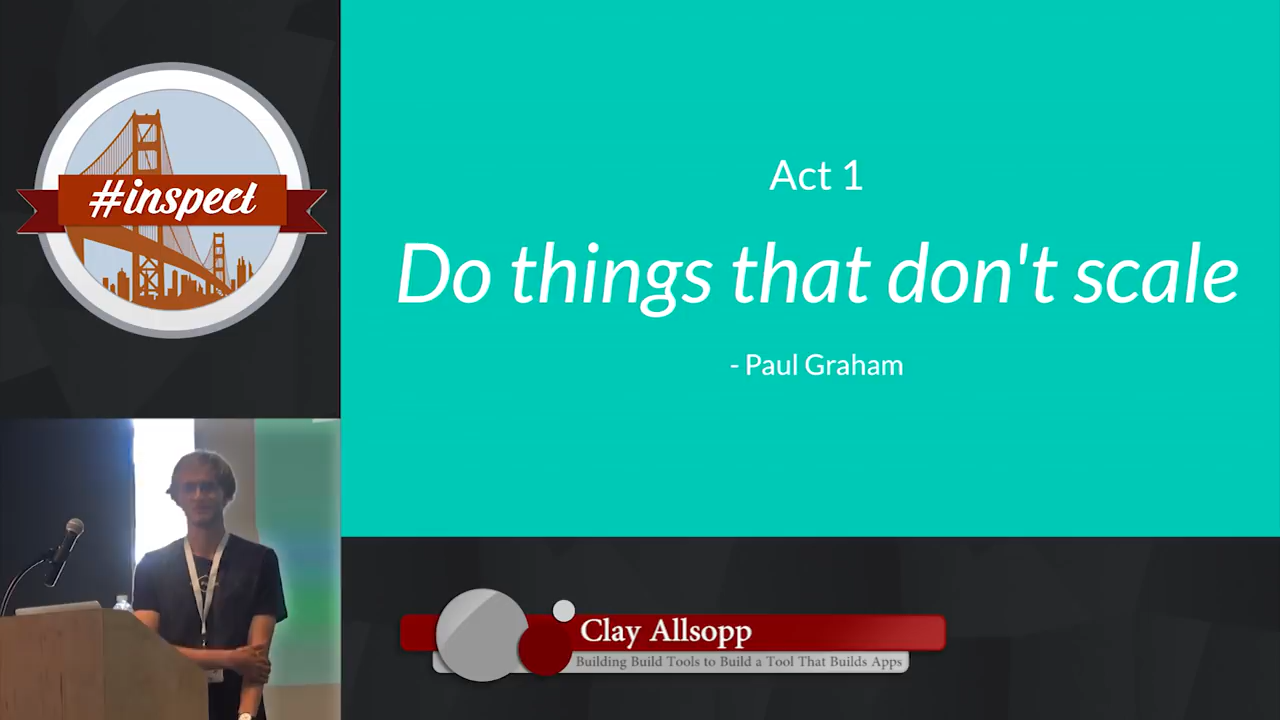 #inspect
Act 1
Do things that don't scale
- Paul Graham
Clay Allsopp
Building Build Tools to Build a Tool That Builds Apps